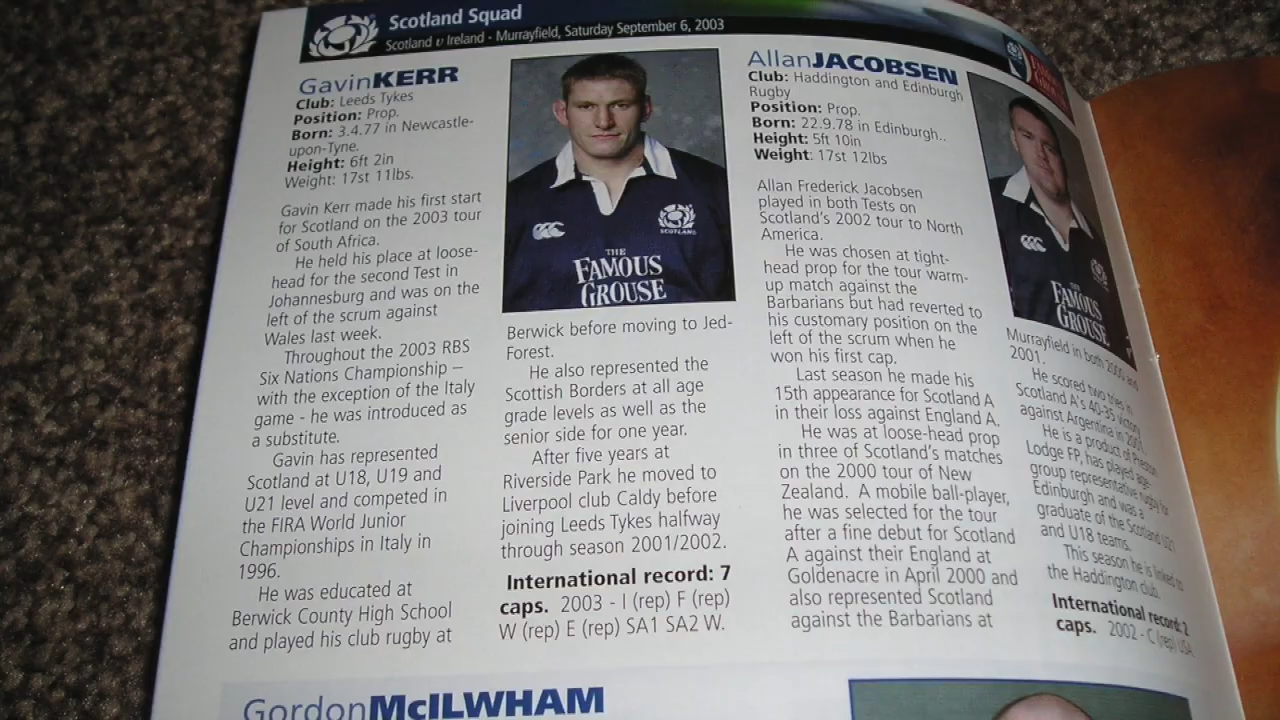 Scotland Squad
Scotland v Ireland - Murrayfield, Saturday September 6, 2003
GavinKERR
Club: Leeds Tykes
Position: Prop.
Born: 3.4.77 in Newcastle-
upon-Tyne.
Height: 6ft 2in
Weight: 17st 11lbs.
Gavin Kerr made his first start
for Scotland on the 2003 tour
of South Africa.
He held his place at loose-
head for the second Test in
Johannesburg and was on the
left of the scrum against
Wales last week.
Throughout the 2003 RBS
Six Nations Championship –
with the exception of the Italy
game - he was introduced as
a substitute.
Gavin has represented
Scotland at U18, U19 and
U21 level and competed in
the FIRA World Junior
Championships in Italy in
1996.
He was educated at
Berwick County High School
and played his club rugby at
SCOTLAND
THE
FAMOUS
GROUSE
Berwick before moving to Jed-
Forest.
He also represented the
Scottish Borders at all age
grade levels as well as the
senior side for one year.
After five years at
Riverside Park he moved to
Liverpool club Caldy before
joining Leeds Tykes halfway
through season 2001/2002.
International record: 7
caps. 2003 - I (rep) F (rep)
W (rep) E (rep) SA1 SA2 W.
AllanJACOBSEN
Club: Haddington and Edinburgh
Rugby
Position: Prop.
Born: 22.9.78 in Edinburgh..
Height: 5ft 10in
Weight: 17st 12lbs
Allan Frederick Jacobsen
played in both Tests on
Scotland's 2002 tour to North
America.
He was chosen at tight-
head prop for the tour warm-
up match against the
Barbarians but had reverted to
his customary position on the
left of the scrum when he
won his first cap.
Last season he made his
15th appearance for Scotland A
in their loss against England A.
He was at loose-head prop
in three of Scotland's matches
on the 2000 tour of New
Zealand. A mobile ball-player,
he was selected for the tour
after a fine debut for Scotland
A against their England at
Goldenacre in April 2000 and
also represented Scotland
against the Barbarians at
THE
FAMOUS
GROUSE
Murrayfield in both 2000 and
2001.
He scored two tries in
Scotland A's 40-35 victory
against Argentina in
He is a product of Preston
Lodge FP, has played age-
group representative rugby for
Edinburgh and was a
graduate of the Scotland U21
and U18 teams.
This season he is linked to
the Haddington club.
International record: 2
caps. 2002 - C (rep) USA.
GordonMcILWHAM